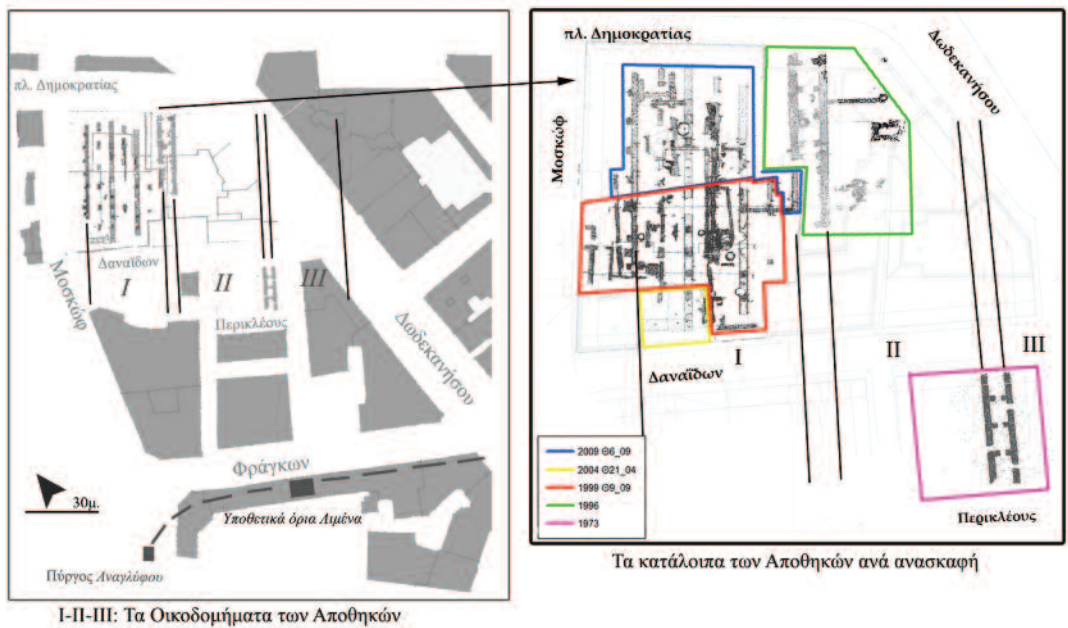 πλ. Δημοκρατίας
Μοσκώφ
Δαναΐδων
I
II
III
Περικλέους
Δωδεκανήσου
Φράγκων
30μ.
Υποθετικά όρια Λιμένα
Πύργος Αναγλύφου
I-II-III: Τα Οικοδομήματα των Αποθηκών
πλ. Δημοκρατίας
Δωδεκανήσου
Μοσκώφ
I
II
III
Δαναΐδων
2009 Θ6_09
2004 Θ21_04
1999 Θ9_09
1996
1973
Περικλέους
Τα κατάλοιπα των Αποθηκών ανά ανασκαφή